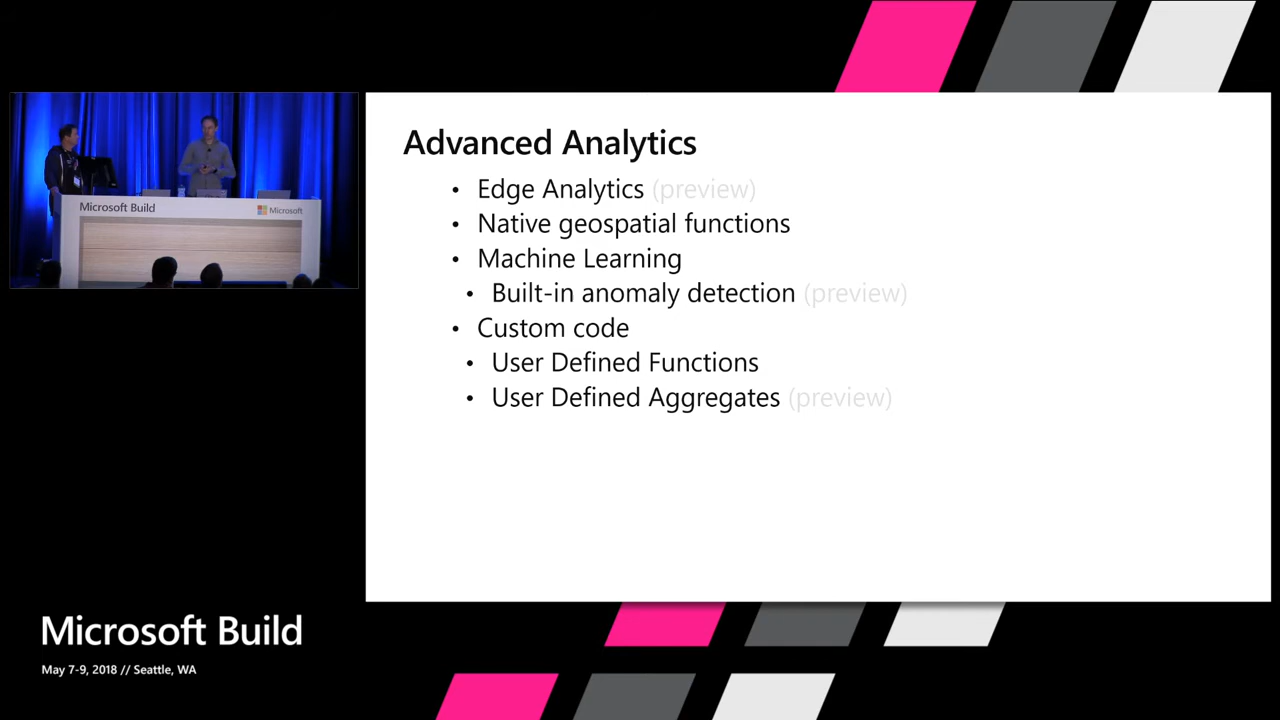 Microsoft Build
Microsoft
Advanced Analytics
• Edge Analytics (preview)
• Native geospatial functions
• Machine Learning
• Built-in anomaly detection (preview)
• Custom code
• User Defined Functions
• User Defined Aggregates (preview)
Microsoft Build
May 7-9, 2018 // Seattle, WA